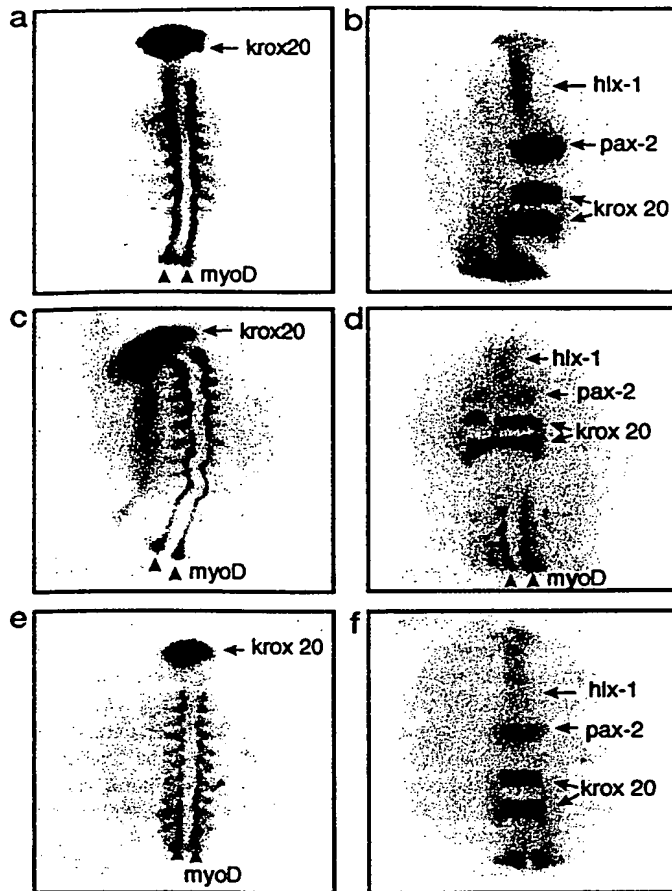 a
krox20
myoD
b
hlx-1
pax-2
krox 20
c
krox20
myoD
d
hlx-1
pax-2
krox 20
myoD
e
krox 20
myoD
f
hlx-1
pax-2
krox 20